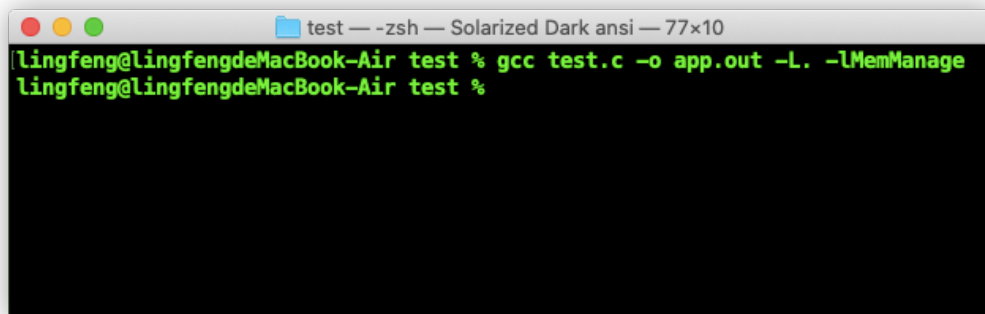 test — -zsh — Solarized Dark ansi — 77×10
[lingfeng@lingfengdeMacBook-Air test % gcc test.c -o app.out -L. -lMemManage
lingfeng@lingfengdeMacBook-Air test %